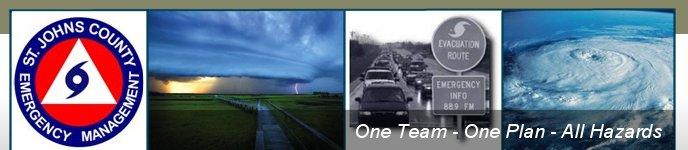 ST. JOHNS COUNTY
EMERGENCY MANAGEMENT
EVACUATION
ROUTE
EMERGENCY
INFO
88.9 FM
One Team - One Plan - All Hazards